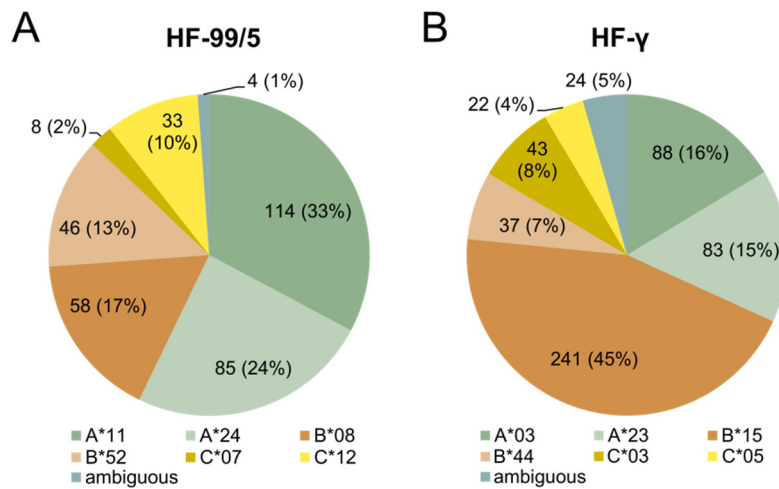 A
HF-99/5
4 (1%)
33
(10%)
8 (2%)
114 (33%)
46 (13%)
58 (17%)
85 (24%)
A*11 A*24 B*08
B*52 C*07 C*12
ambiguous
B
HF-γ
24 (5%)
22 (4%)
43
(8%)
88 (16%)
37 (7%)
83 (15%)
241 (45%)
A*03 A*23 B*15
B*44 C*03 C*05
ambiguous